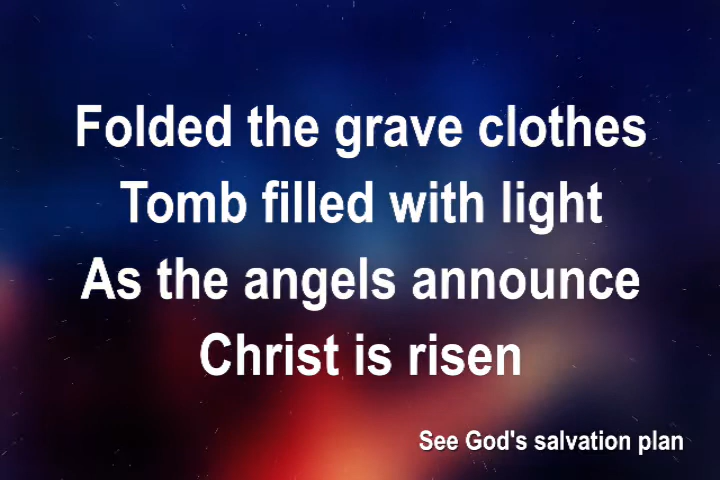 Folded the grave clothes
Tomb filled with light
As the angels announce
Christ is risen
See God's salvation plan